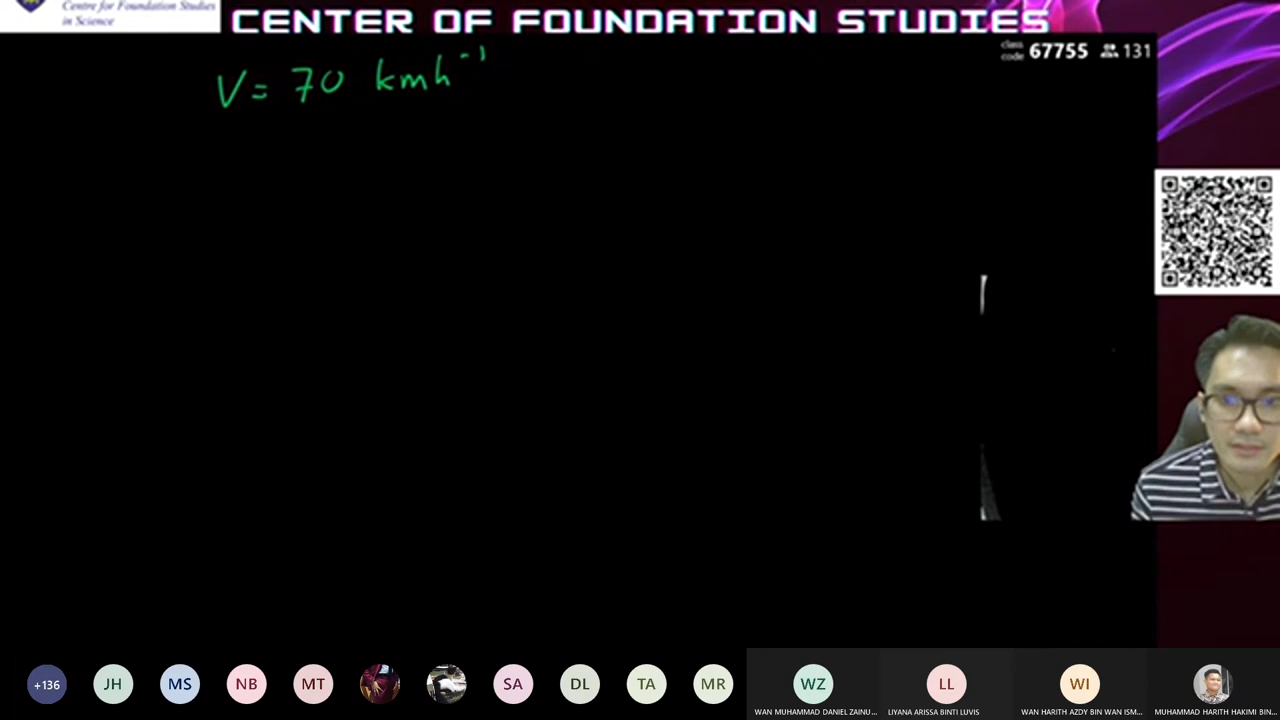 Centre for Foundation Studies
in Science
CENTER OF FOUNDATION STUDIES
class
code 67755 131
V = 70 kmh⁻¹
+136
JH
MS
NB
MT
SA
DL
TA
MR
WZ
LL
WI
WAN MUHAMMAD DANIEL ZAINU...
LIYANA ARISSA BINTI LUVIS
WAN HARITH AZDY BIN WAN ISM...
MUHAMMAD HARITH HAKIMI BIN...